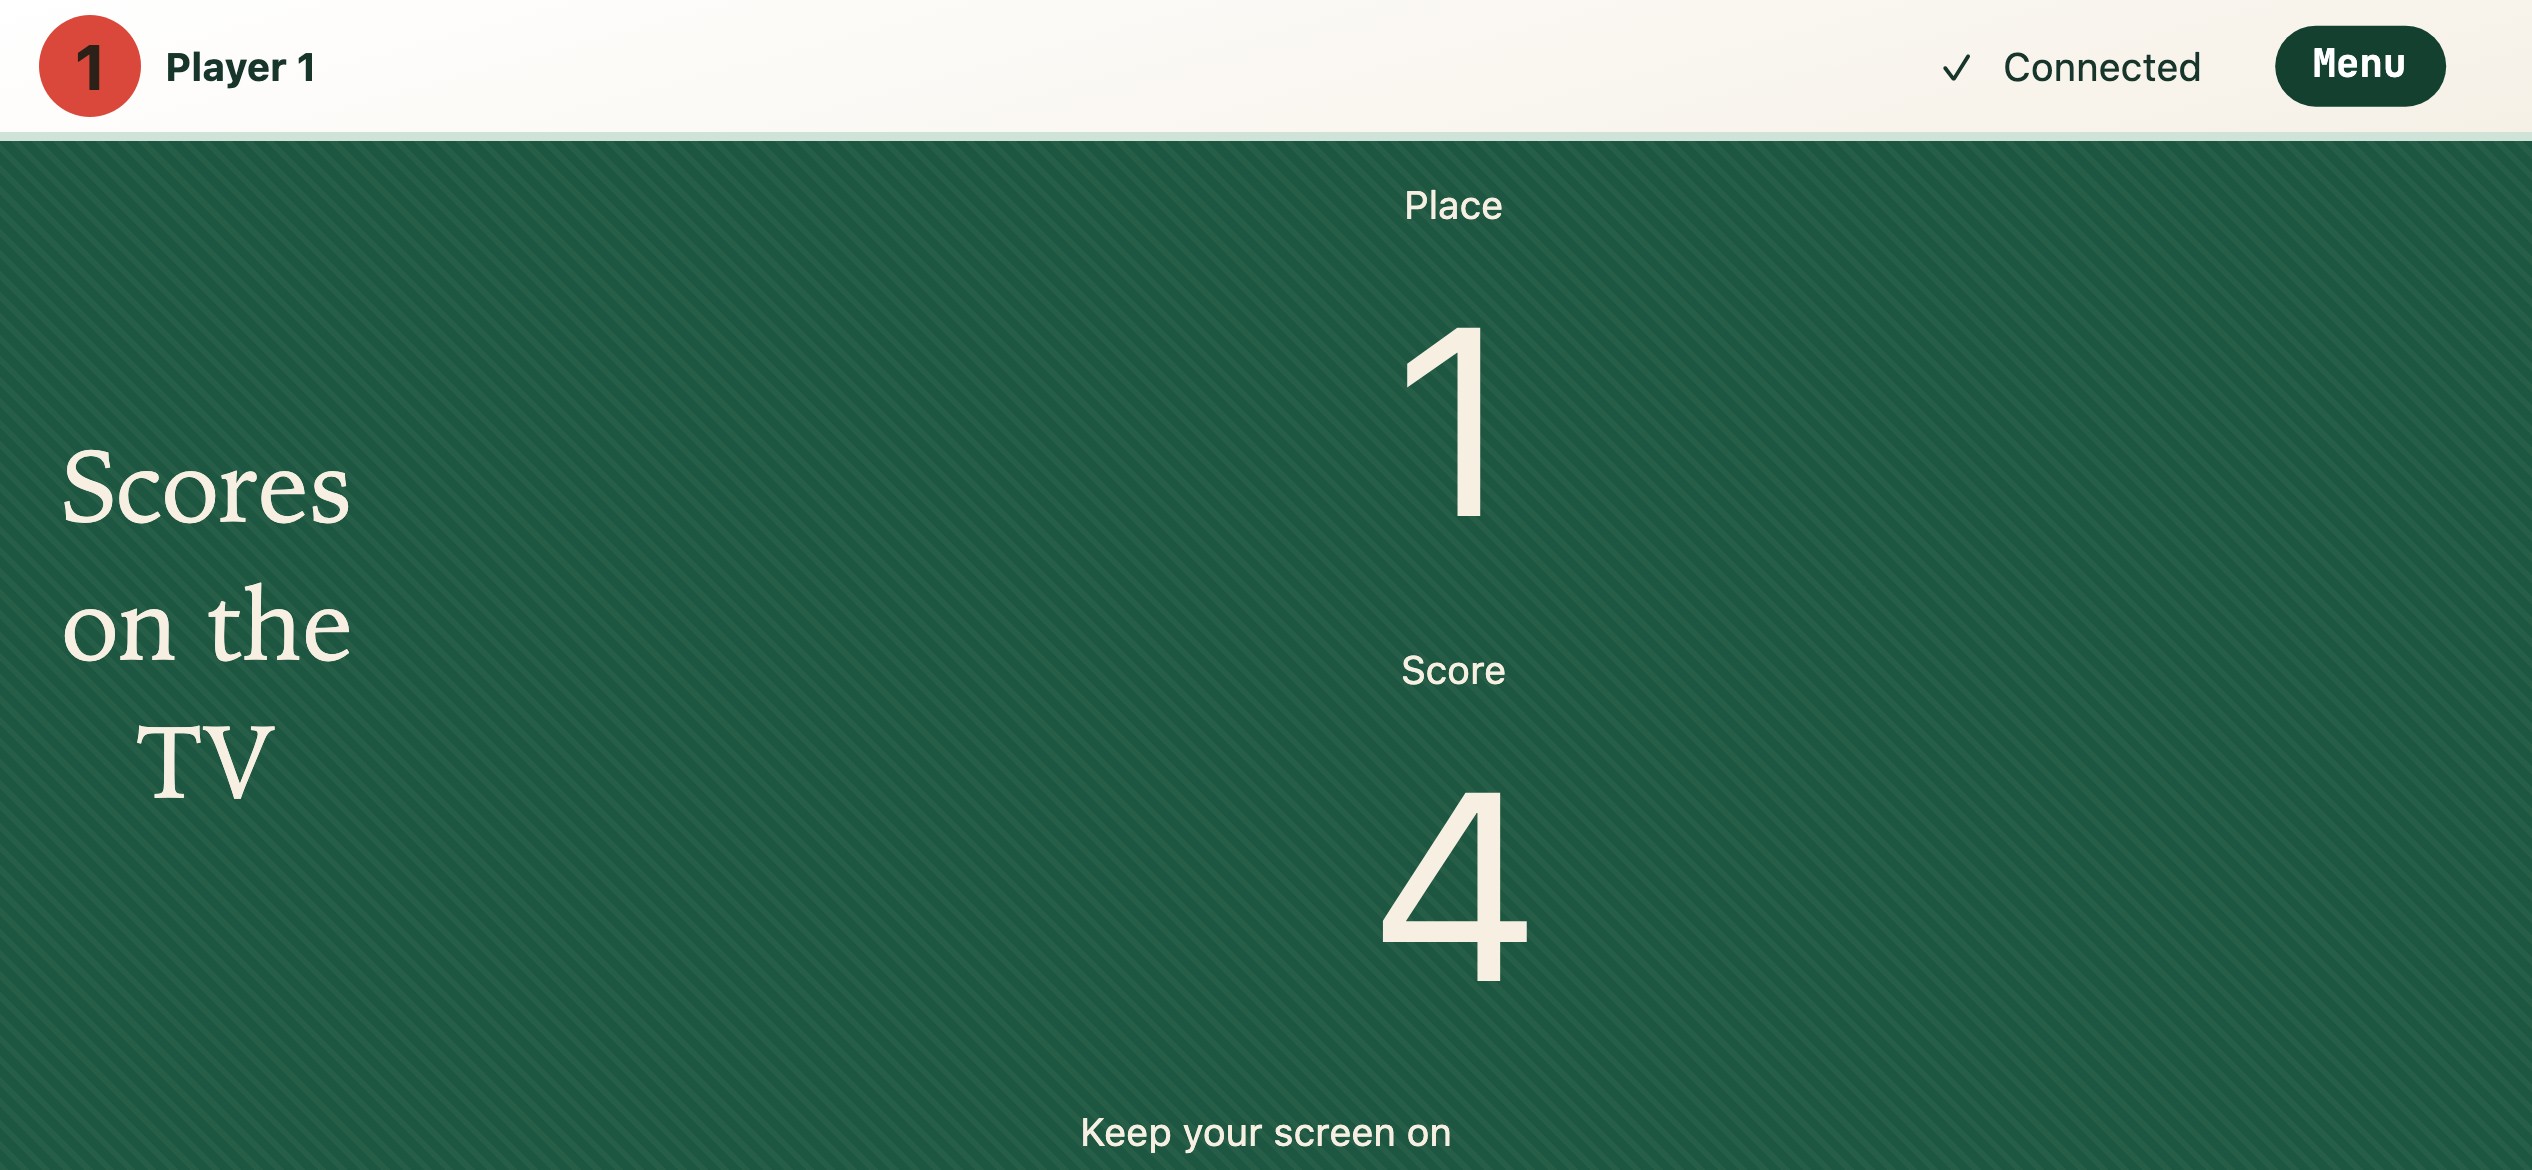 1
Player 1
✓ Connected
Menu
Scores
on the
TV
Place
1
Score
4
Keep your screen on